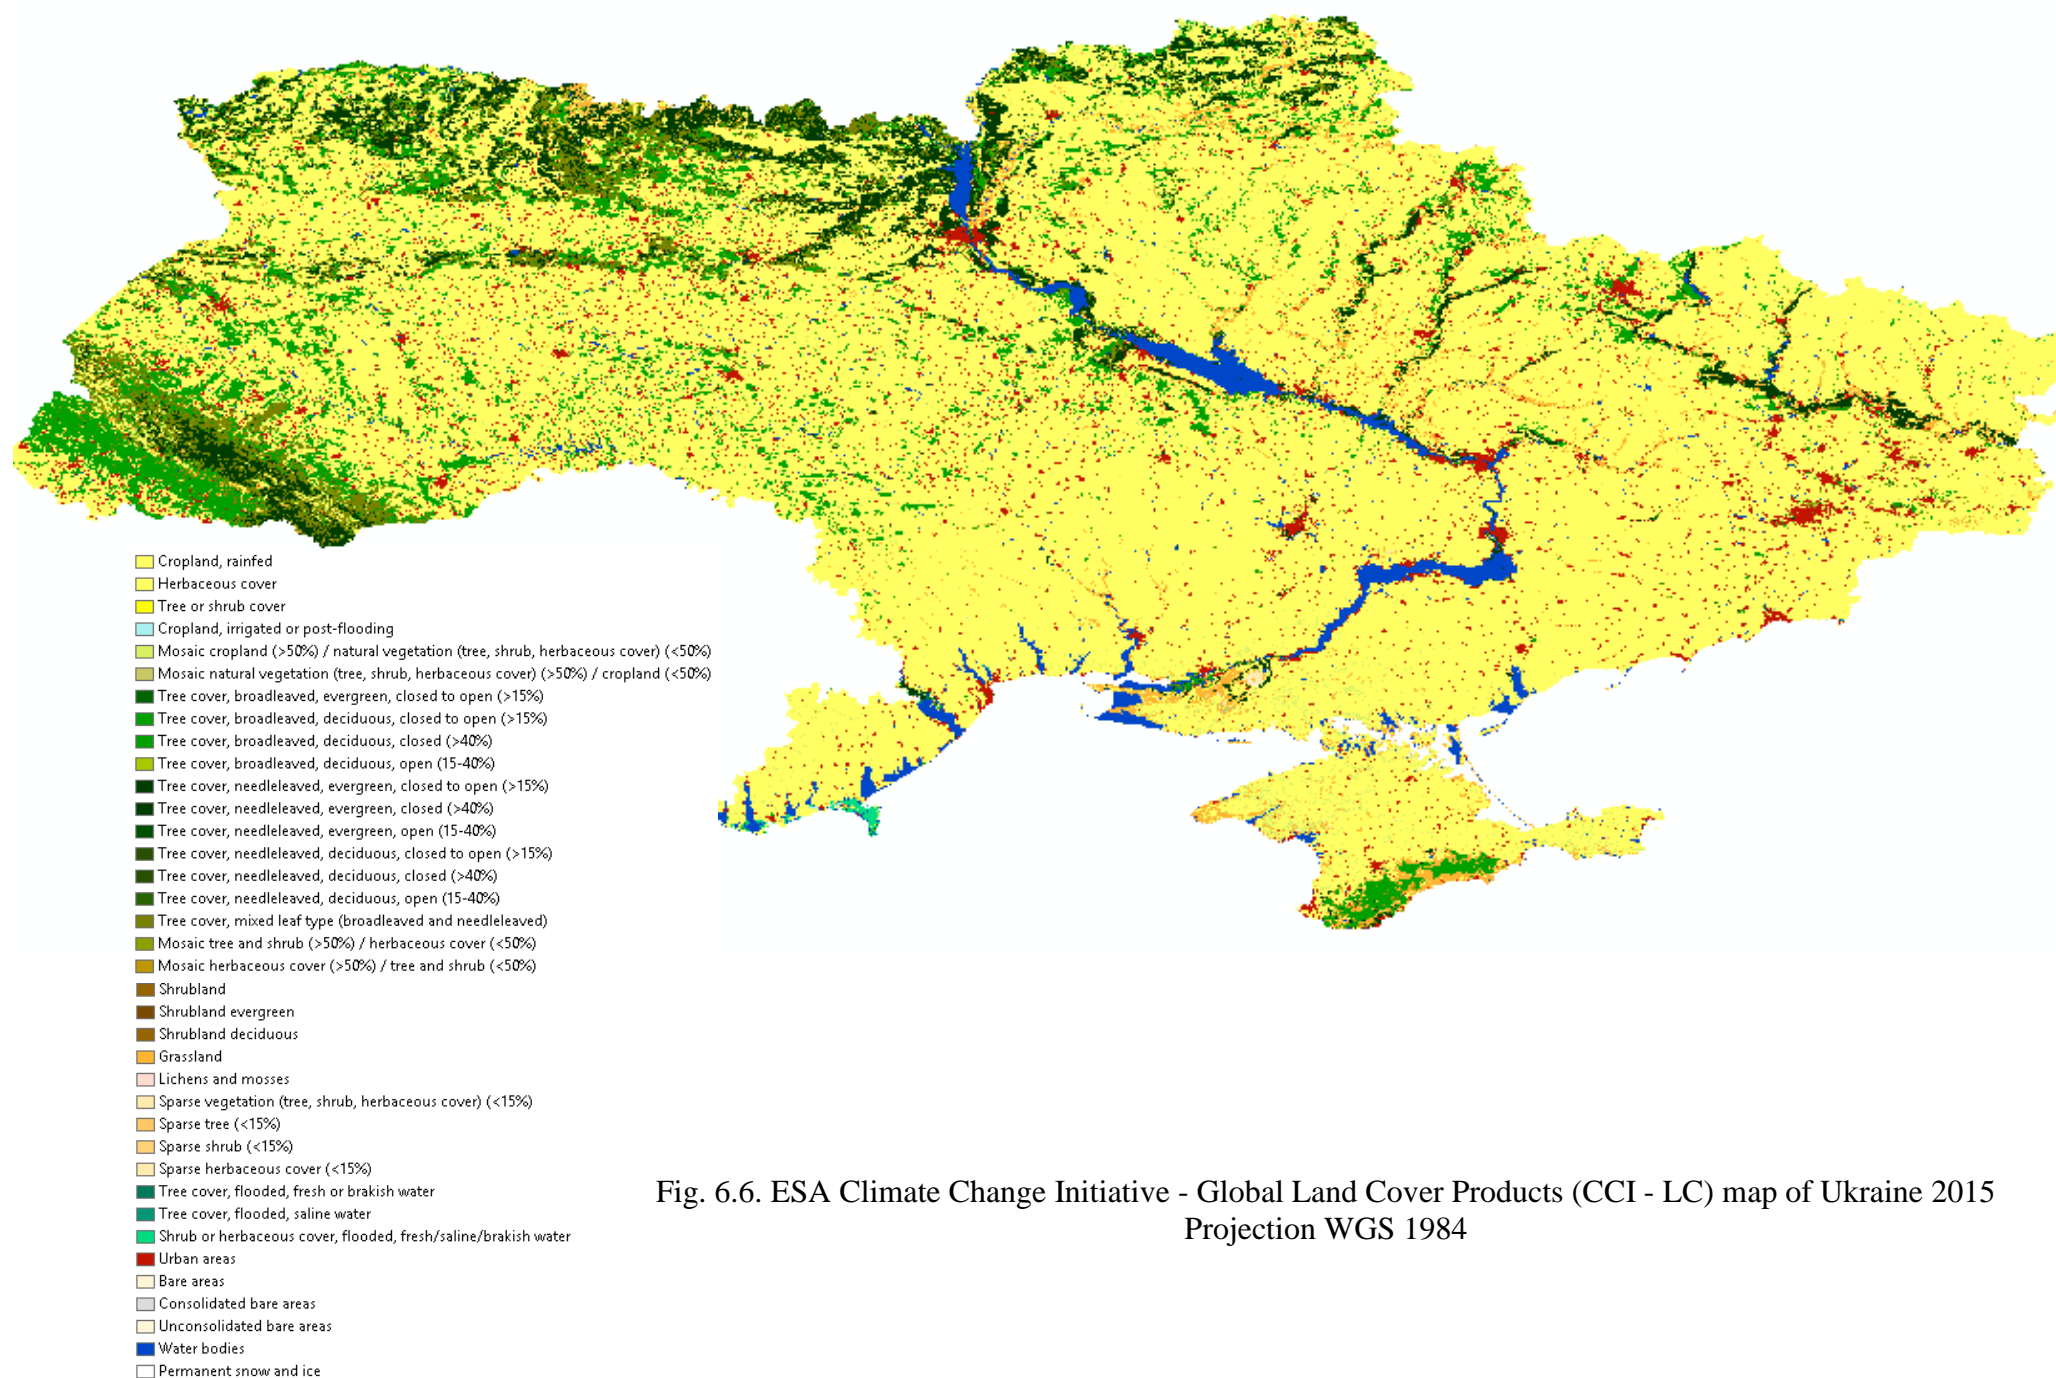 Cropland, rainfed
Herbaceous cover
Tree or shrub cover
Cropland, irrigated or post-flooding
Mosaic cropland (>50%) / natural vegetation (tree, shrub, herbaceous cover) (<50%)
Mosaic natural vegetation (tree, shrub, herbaceous cover) (>50%) / cropland (<50%)
Tree cover, broadleaved, evergreen, closed to open (>15%)
Tree cover, broadleaved, deciduous, closed to open (>15%)
Tree cover, broadleaved, deciduous, closed (>40%)
Tree cover, broadleaved, deciduous, open (15-40%)
Tree cover, needleleaved, evergreen, closed to open (>15%)
Tree cover, needleleaved, evergreen, closed (>40%)
Tree cover, needleleaved, evergreen, open (15-40%)
Tree cover, needleleaved, deciduous, closed to open (>15%)
Tree cover, needleleaved, deciduous, closed (>40%)
Tree cover, needleleaved, deciduous, open (15-40%)
Tree cover, mixed leaf type (broadleaved and needleleaved)
Mosaic tree and shrub (>50%) / herbaceous cover (<50%)
Mosaic herbaceous cover (>50%) / tree and shrub (<50%)
Shrubland
Shrubland evergreen
Shrubland deciduous
Grassland
Lichens and mosses
Sparse vegetation (tree, shrub, herbaceous cover) (<15%)
Sparse tree (<15%)
Sparse shrub (<15%)
Sparse herbaceous cover (<15%)
Tree cover, flooded, fresh or brakish water
Tree cover, flooded, saline water
Shrub or herbaceous cover, flooded, fresh/saline/brakish water
Urban areas
Bare areas
Consolidated bare areas
Unconsolidated bare areas
Water bodies
Permanent snow and ice
Fig. 6.6. ESA Climate Change Initiative - Global Land Cover Products (CCI - LC) map of Ukraine 2015
Projection WGS 1984